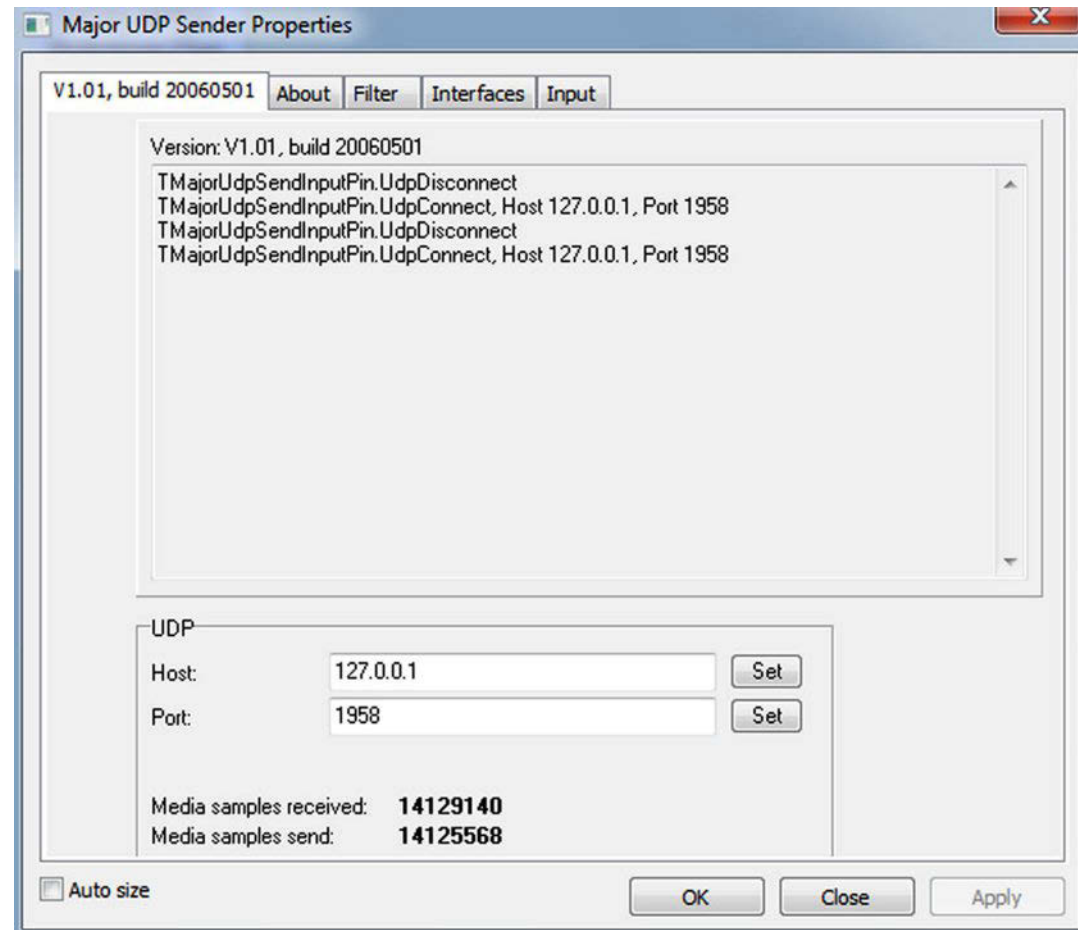 Major UDP Sender Properties
V1.01, build 20060501 About Filter Interfaces Input
Version: V1.01, build 20060501
TMajorUdpSendInputPin.UdpDisconnect
TMajorUdpSendInputPin.UdpConnect, Host 127.0.0.1, Port 1958
TMajorUdpSendInputPin.UdpDisconnect
TMajorUdpSendInputPin.UdpConnect, Host 127.0.0.1, Port 1958
UDP
Host: 127.0.0.1 Set
Port: 1958 Set
Media samples received: 14129140
Media samples send: 14125568
Auto size OK Close Apply